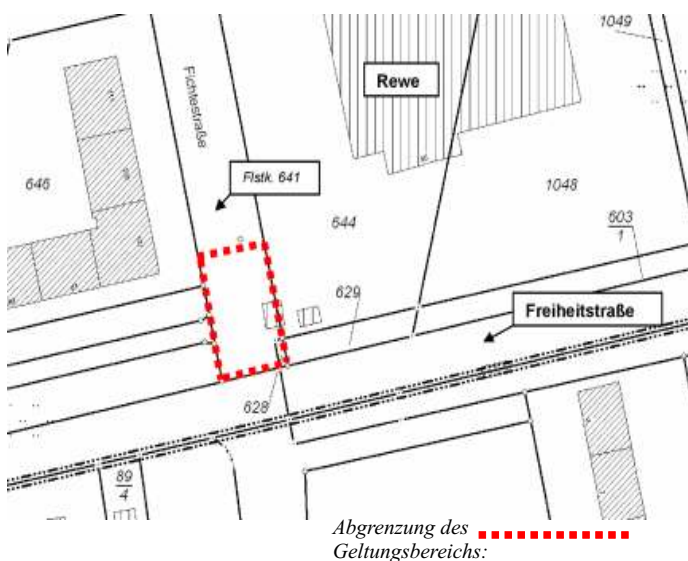 1049
Rewe
Fichtestraße
646
Flstk. 641
1048
644
603
1
629
Freiheitstraße
628
89
4
Abgrenzung des
Geltungsbereichs: